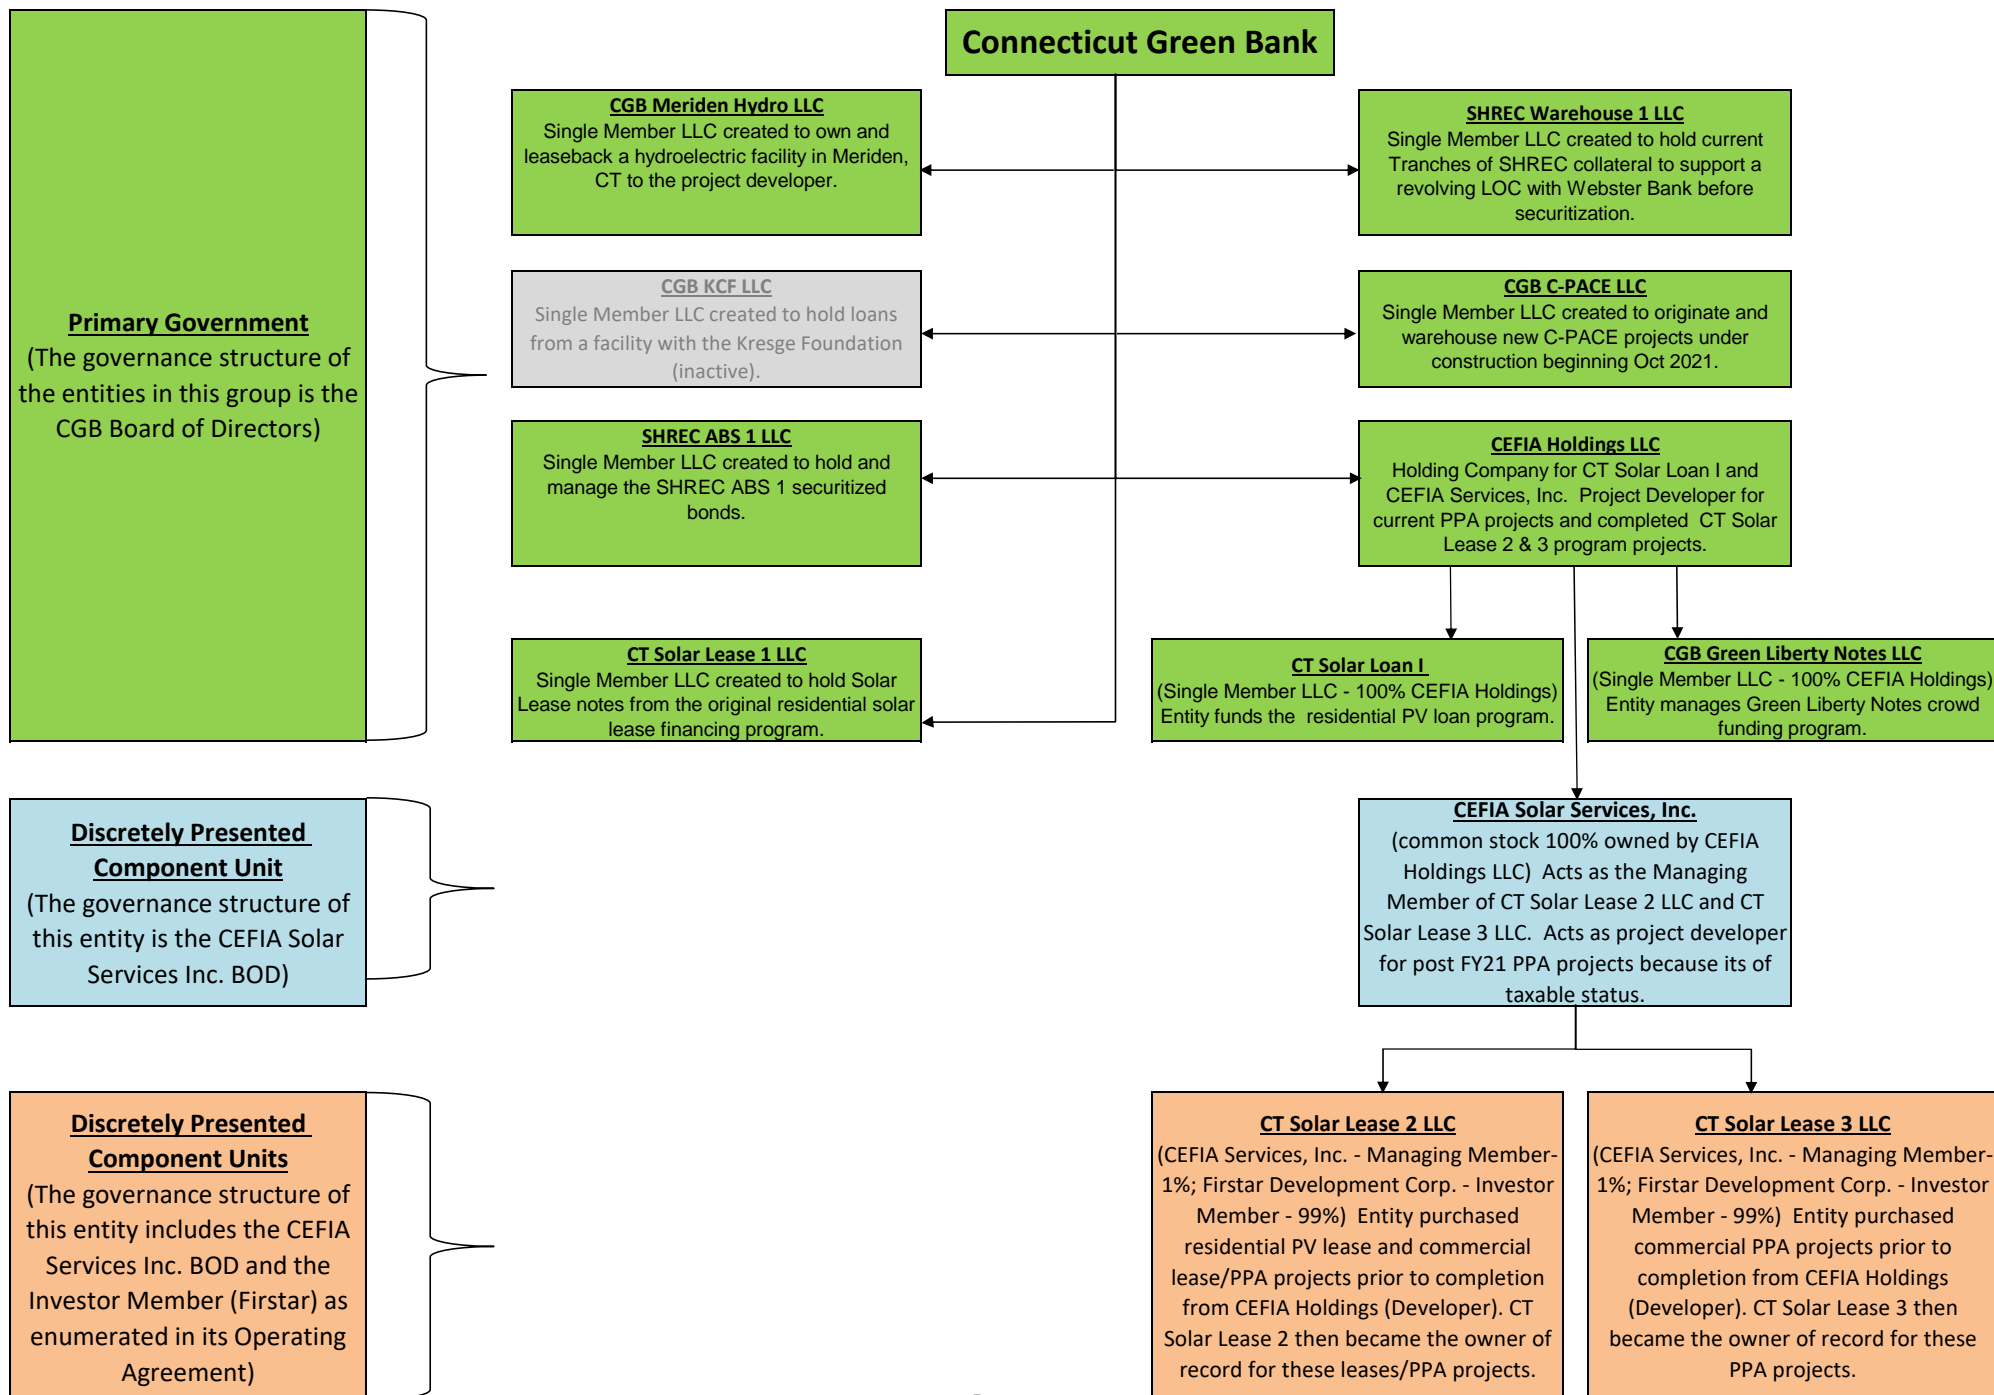 Connecticut Green Bank
Primary Government
(The governance structure of
the entities in this group is the
CGB Board of Directors)
CGB Meriden Hydro LLC
Single Member LLC created to own and
leaseback a hydroelectric facility in Meriden,
CT to the project developer.
SHREC Warehouse 1 LLC
Single Member LLC created to hold current
Tranches of SHREC collateral to support a
revolving LOC with Webster Bank before
securitization.
CGB KCF LLC
Single Member LLC created to hold loans
from a facility with the Kresge Foundation
(inactive).
CGB C-PACE LLC
Single Member LLC created to originate and
warehouse new C-PACE projects under
construction beginning Oct 2021.
SHREC ABS 1 LLC
Single Member LLC created to hold and
manage the SHREC ABS 1 securitized
bonds.
CEFIA Holdings LLC
Holding Company for CT Solar Loan I and
CEFIA Services, Inc.  Project Developer for
current PPA projects and completed  CT Solar
Lease 2 & 3 program projects.
CT Solar Lease 1 LLC
Single Member LLC created to hold Solar
Lease notes from the original residential solar
lease financing program.
CT Solar Loan I
(Single Member LLC - 100% CEFIA Holdings)
Entity funds the  residential PV loan program.
CGB Green Liberty Notes LLC
(Single Member LLC - 100% CEFIA Holdings)
Entity manages Green Liberty Notes crowd
funding program.
Discretely Presented
Component Unit
(The governance structure of
this entity is the CEFIA Solar
Services Inc. BOD)
CEFIA Solar Services, Inc.
(common stock 100% owned by CEFIA
Holdings LLC)  Acts as the Managing
Member of CT Solar Lease 2 LLC and CT
Solar Lease 3 LLC.  Acts as project developer
for post FY21 PPA projects because its of
taxable status.
Discretely Presented
Component Units
(The governance structure of
this entity includes the CEFIA
Services Inc. BOD and the
Investor Member (Firstar) as
enumerated in its Operating
Agreement)
CT Solar Lease 2 LLC
(CEFIA Services, Inc. - Managing Member-
1%; Firstar Development Corp. - Investor
Member - 99%)  Entity purchased
residential PV lease and commercial
lease/PPA projects prior to completion
from CEFIA Holdings (Developer). CT
Solar Lease 2 then became the owner of
record for these leases/PPA projects.
CT Solar Lease 3 LLC
(CEFIA Services, Inc. - Managing Member-
1%; Firstar Development Corp. - Investor
Member - 99%)  Entity purchased
commercial PPA projects prior to
completion from CEFIA Holdings
(Developer). CT Solar Lease 3 then
became the owner of record for these
PPA projects.